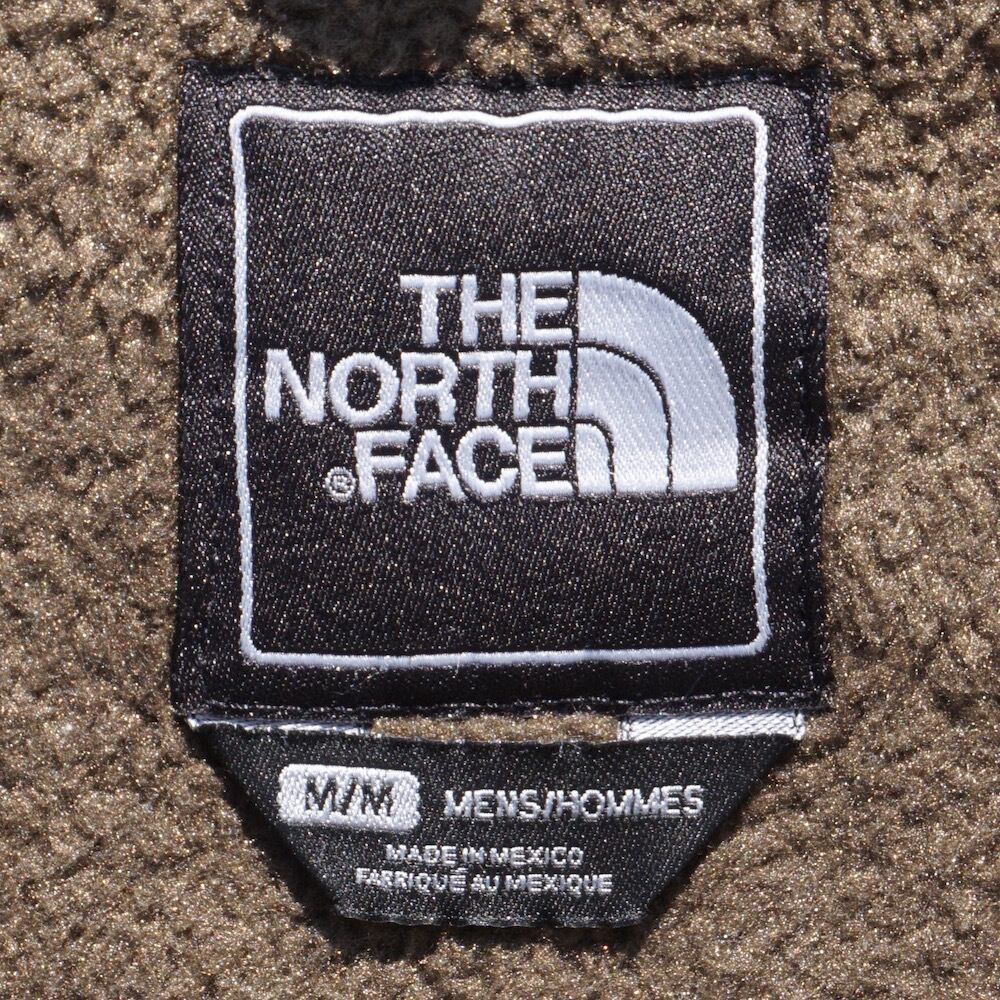 THE
NORTH
®FACE
M/M MENS/HOMMES
MADE IN MEXICO
FABRIQUÉ AU MEXIQUE